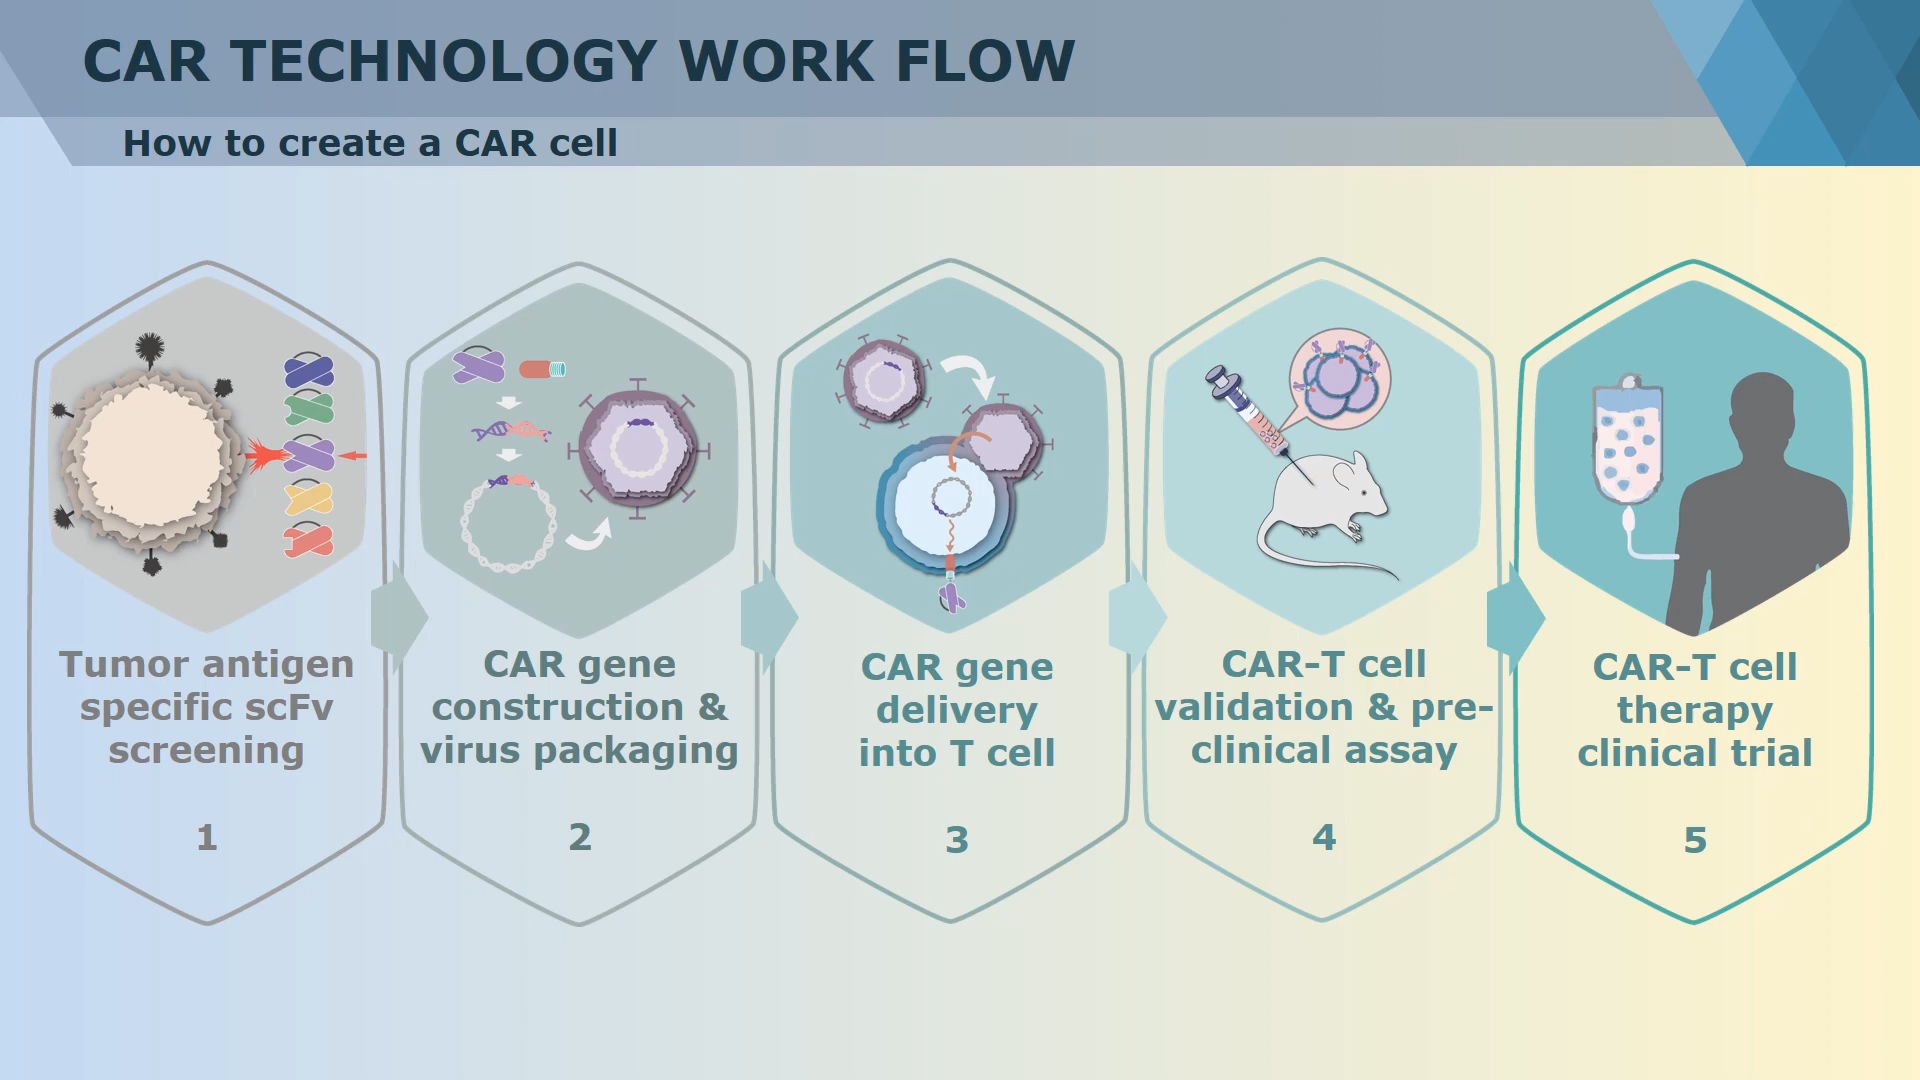 CAR TECHNOLOGY WORK FLOW
How to create a CAR cell
Tumor antigen
specific scFv
screening
1
CAR gene
construction &
virus packaging
2
CAR gene
delivery
into T cell
3
CAR–T cell
validation & pre–
clinical assay
4
CAR–T cell
therapy
clinical trial
5